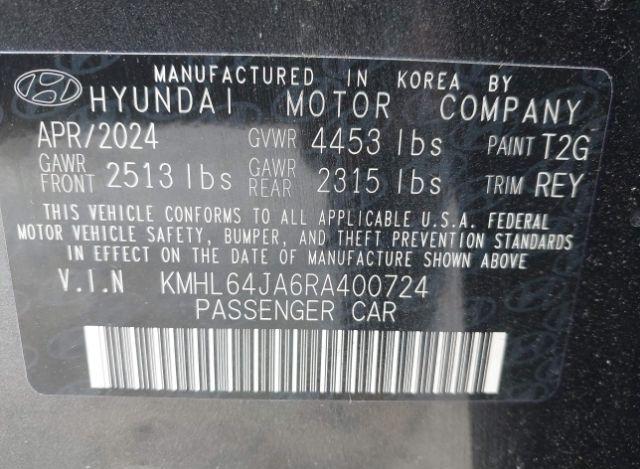 MANUFACTURED IN KOREA BY
HYUNDAI MOTOR COMPANY
APR/2024 GVWR 4453 lbs PAINT T2G
GAWR FRONT 2513 lbs GAWR REAR 2315 lbs TRIM REY
THIS VEHICLE CONFORMS TO ALL APPLICABLE U.S.A. FEDERAL
MOTOR VEHICLE SAFETY, BUMPER, AND THEFT PREVENTION STANDARDS
IN EFFECT ON THE DATE OF MANUFACTURE SHOWN ABOVE.
V.I.N KMHL64JA6RA400724
PASSENGER CAR